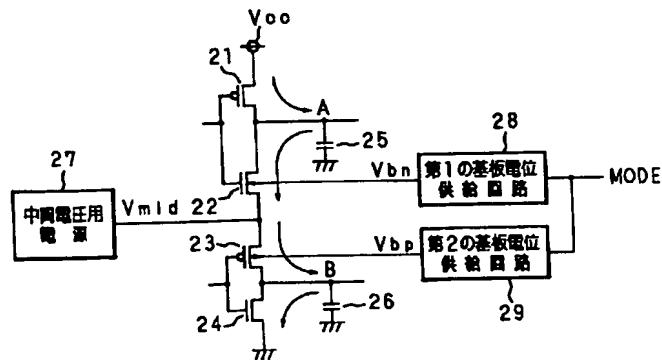 Vcc
21
A
25
28
第1の基板電位
供給回路
MODE
27
中間電圧用
電源
Vmid
22
Vbn
23
Vbp
第2の基板電位
供給回路
29
B
26
24